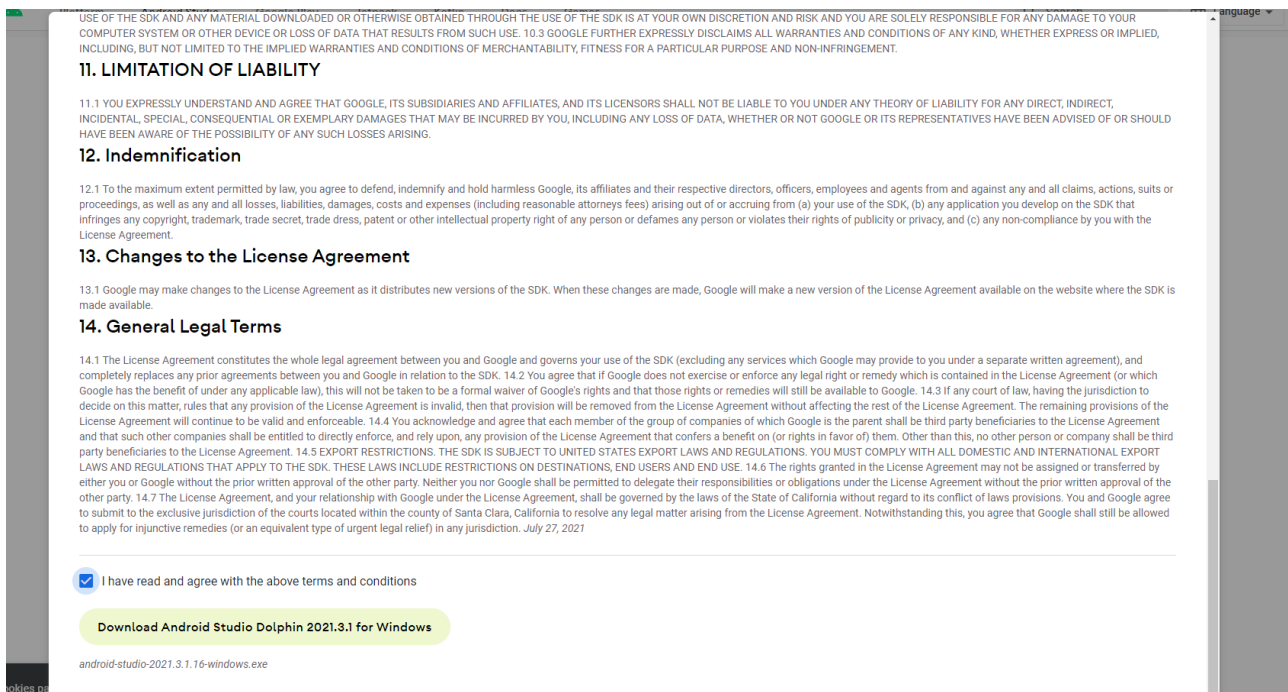 USE OF THE SDK AND ANY MATERIAL DOWNLOADED OR OTHERWISE OBTAINED THROUGH THE USE OF THE SDK IS AT YOUR OWN DISCRETION AND RISK AND YOU ARE SOLELY RESPONSIBLE FOR ANY DAMAGE TO YOUR
COMPUTER SYSTEM OR OTHER DEVICE OR LOSS OF DATA THAT RESULTS FROM SUCH USE. 10.3 GOOGLE FURTHER EXPRESSLY DISCLAIMS ALL WARRANTIES AND CONDITIONS OF ANY KIND, WHETHER EXPRESS OR IMPLIED,
INCLUDING, BUT NOT LIMITED TO THE IMPLIED WARRANTIES AND CONDITIONS OF MERCHANTABILITY, FITNESS FOR A PARTICULAR PURPOSE AND NON-INFRINGEMENT.
11. LIMITATION OF LIABILITY
11.1 YOU EXPRESSLY UNDERSTAND AND AGREE THAT GOOGLE, ITS SUBSIDIARIES AND AFFILIATES, AND ITS LICENSORS SHALL NOT BE LIABLE TO YOU UNDER ANY THEORY OF LIABILITY FOR ANY DIRECT, INDIRECT,
INCIDENTAL, SPECIAL, CONSEQUENTIAL OR EXEMPLARY DAMAGES THAT MAY BE INCURRED BY YOU, INCLUDING ANY LOSS OF DATA, WHETHER OR NOT GOOGLE OR ITS REPRESENTATIVES HAVE BEEN ADVISED OF OR SHOULD
HAVE BEEN AWARE OF THE POSSIBILITY OF ANY SUCH LOSSES ARISING.
12. Indemnification
12.1 To the maximum extent permitted by law, you agree to defend, indemnify and hold harmless Google, its affiliates and their respective directors, officers, employees and agents from and against any and all claims, actions, suits or
proceedings, as well as any and all losses, liabilities, damages, costs and expenses (including reasonable attorneys fees) arising out of or accruing from (a) your use of the SDK, (b) any application you develop on the SDK that
infringes any copyright, trademark, trade secret, trade dress, patent or other intellectual property right of any person or defames any person or violates their rights of publicity or privacy, and (c) any non-compliance by you with the
License Agreement.
13. Changes to the License Agreement
13.1 Google may make changes to the License Agreement as it distributes new versions of the SDK. When these changes are made, Google will make a new version of the License Agreement available on the website where the SDK is
made available.
14. General Legal Terms
14.1 The License Agreement constitutes the whole legal agreement between you and Google and governs your use of the SDK (excluding any services which Google may provide to you under a separate written agreement), and
completely replaces any prior agreements between you and Google in relation to the SDK. 14.2 You agree that if Google does not exercise or enforce any legal right or remedy which is contained in the License Agreement (or which
Google has the benefit of under any applicable law), this will not be taken to be a formal waiver of Google's rights and that those rights or remedies will still be available to Google. 14.3 If any court of law, having the jurisdiction to
decide on this matter, rules that any provision of the License Agreement is invalid, then that provision will be removed from the License Agreement without affecting the rest of the License Agreement. The remaining provisions of the
License Agreement will continue to be valid and enforceable. 14.4 You acknowledge and agree that each member of the group of companies of which Google is the parent shall be third party beneficiaries to the License Agreement
and that such other companies shall be entitled to directly enforce, and rely upon, any provision of the License Agreement that confers a benefit on (or rights in favor of) them. Other than this, no other person or company shall be third
party beneficiaries to the License Agreement. 14.5 EXPORT RESTRICTIONS. THE SDK IS SUBJECT TO UNITED STATES EXPORT LAWS AND REGULATIONS. YOU MUST COMPLY WITH ALL DOMESTIC AND INTERNATIONAL EXPORT
LAWS AND REGULATIONS THAT APPLY TO THE SDK. THESE LAWS INCLUDE RESTRICTIONS ON DESTINATIONS, END USERS AND END USE. 14.6 The rights granted in the License Agreement may not be assigned or transferred by
either you or Google without the prior written approval of the other party. Neither you nor Google shall be permitted to delegate their responsibilities or obligations under the License Agreement without the prior written approval of the
other party. 14.7 The License Agreement, and your relationship with Google under the License Agreement, shall be governed by the laws of the State of California without regard to its conflict of laws provisions. You and Google agree
to submit to the exclusive jurisdiction of the courts located within the county of Santa Clara, California to resolve any legal matter arising from the License Agreement. Notwithstanding this, you agree that Google shall still be allowed
to apply for injunctive remedies (or an equivalent type of urgent legal relief) in any jurisdiction. July 27, 2021
I have read and agree with the above terms and conditions
Download Android Studio Dolphin 2021.3.1 for Windows
android-studio-2021.3.1.16-windows.exe